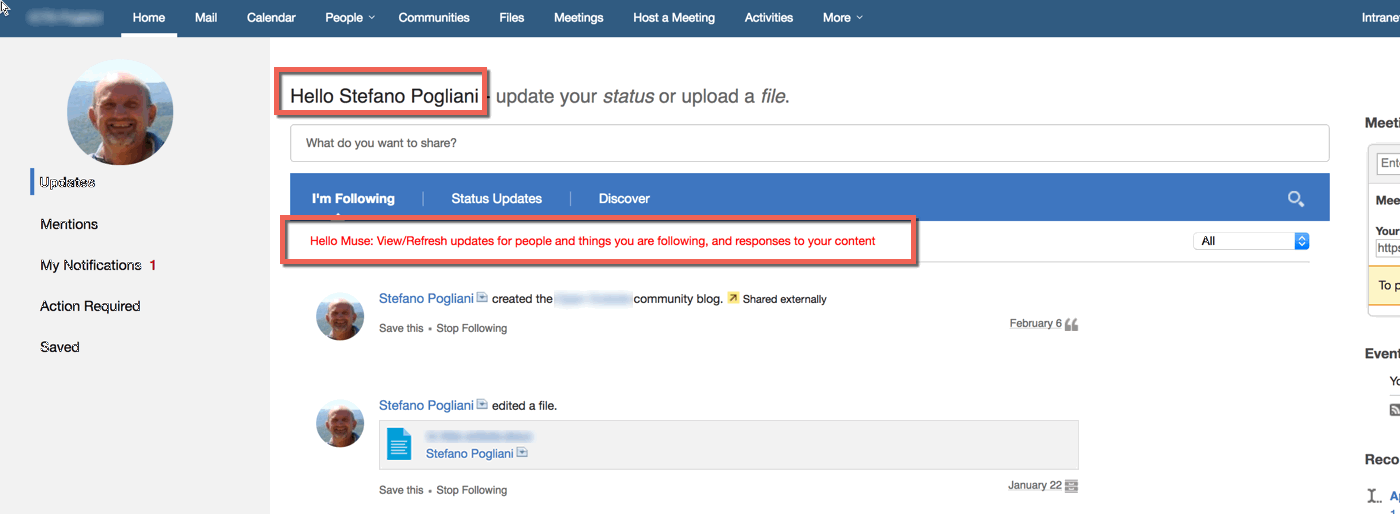 Home Mail Calendar People Communities Files Meetings Host a Meeting Activities More Intrane
Hello Stefano Pogliani - update your status or upload a file.
What do you want to share?
Updates
Mentions
My Notifications 1
Action Required
Saved
I'm Following | Status Updates | Discover
Hello Muse: View/Refresh updates for people and things you are following, and responses to your content
All
Stefano Pogliani created the community blog. Shared externally
Save this • Stop Following
February 6
Stefano Pogliani edited a file.
Stefano Pogliani
Save this • Stop Following
January 22
Meeti
Ent
Mee
Your
https
To p
Event
Yo
Reco
Ap